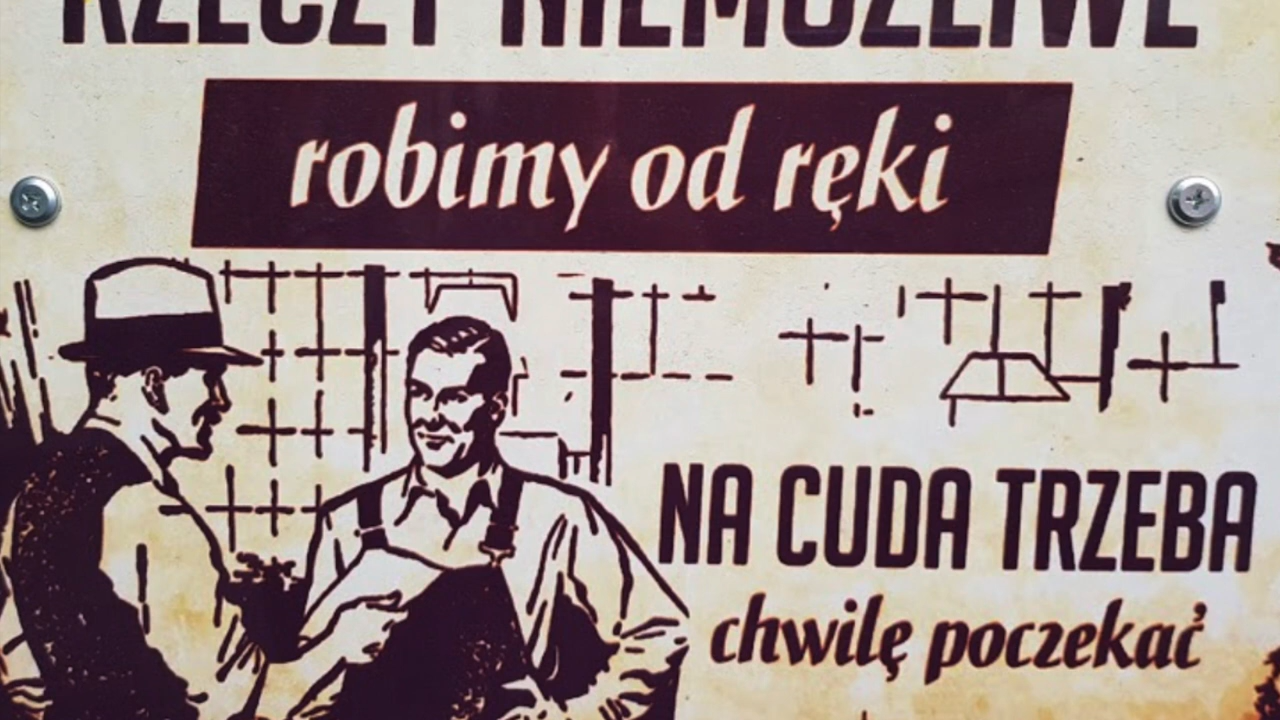 RZECZY NIEMOŻLIWE
robimy od ręki
NA CUDA TRZEBA
chwilę poczekać